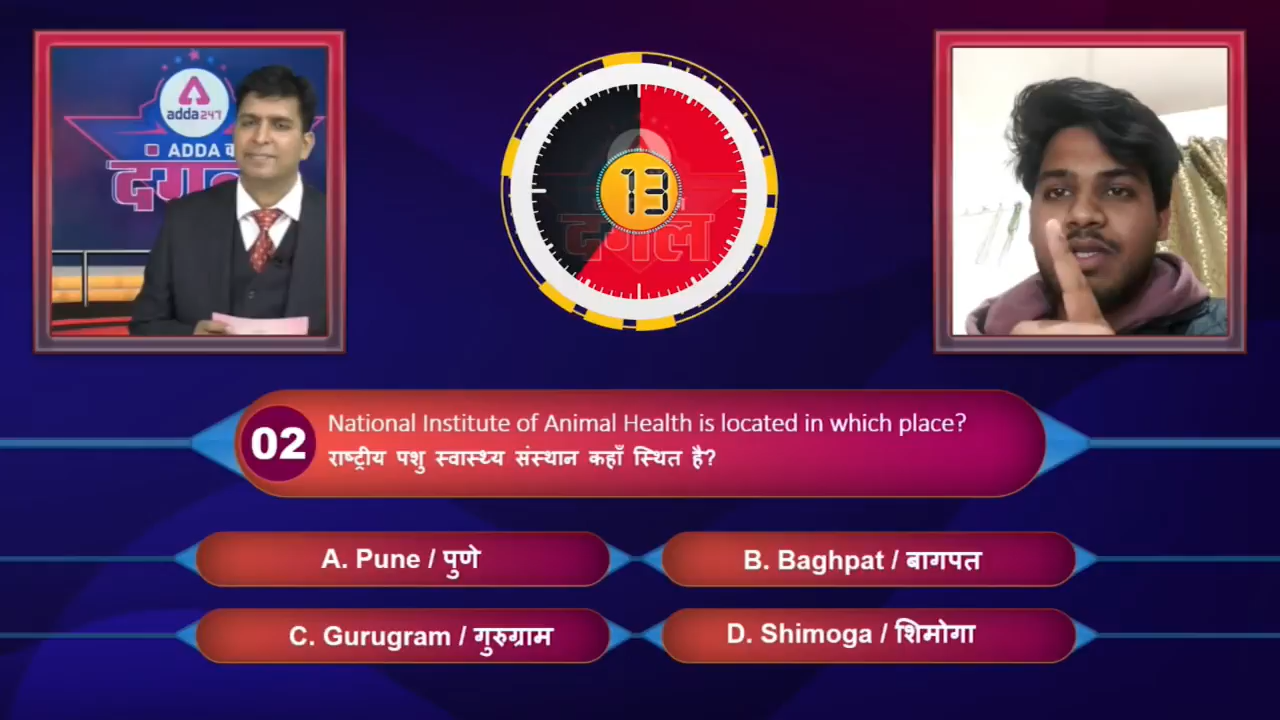 adda247
ADDA का
दंगल
13
दंगल
02
National Institute of Animal Health is located in which place?
राष्ट्रीय पशु स्वास्थ्य संस्थान कहाँ स्थित है?
A. Pune / पुणे
B. Baghpat / बागपत
C. Gurugram / गुरुग्राम
D. Shimoga / शिमोगा